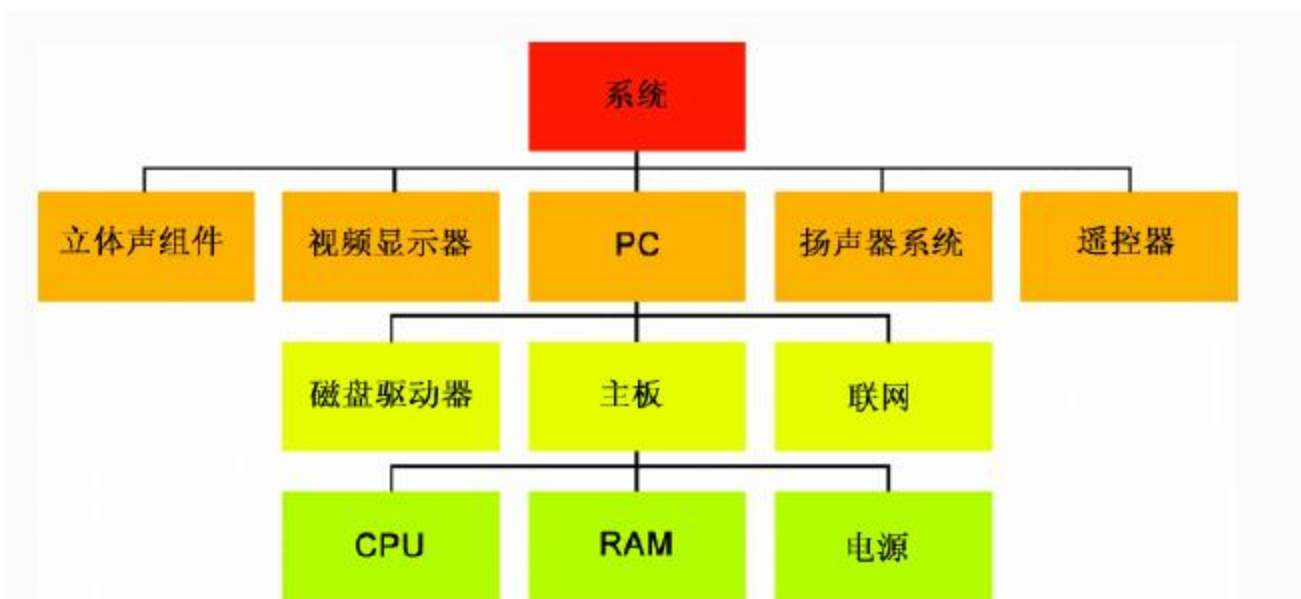 系统
立体声组件
视频显示器
PC
扬声器系统
遥控器
磁盘驱动器
主板
联网
CPU
RAM
电源